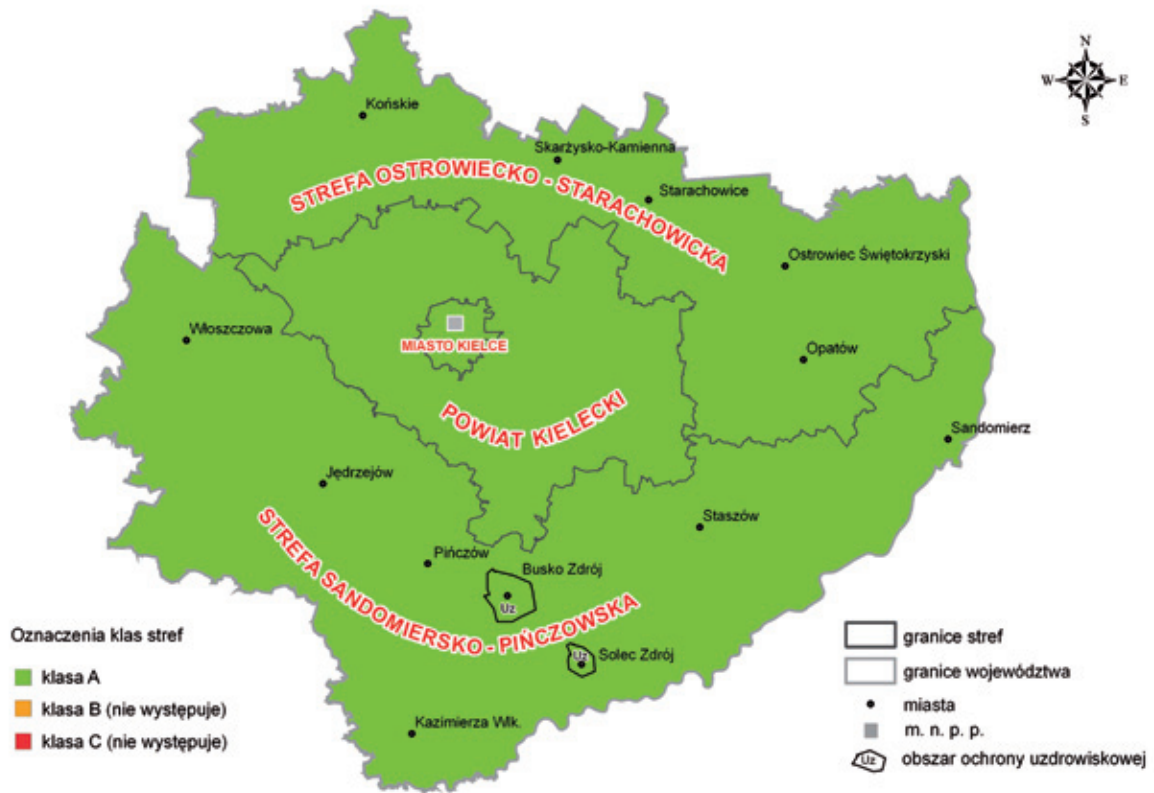 N
W E
S
Końskie
Skarżysko-Kamienna
STREFA OSTROWIECKO - STARACHOWICKA
Starachowice
Ostrowiec Świętokrzyski
Włoszczowa
MIASTO KIELCE
Opatów
POWIAT KIELECKI
Sandomierz
Jędrzejów
Staszów
STREFA SANDOMIERSKO - PIŃCZOWSKA
Pińczów
Busko Zdrój
Uz
Uz
Solec Zdrój
Kazimierza Wlk.
Oznaczenia klas stref
klasa A
klasa B (nie występuje)
klasa C (nie występuje)
granice stref
granice województwa
miasta
m. n. p. p.
Uz obszar ochrony uzdrowiskowej